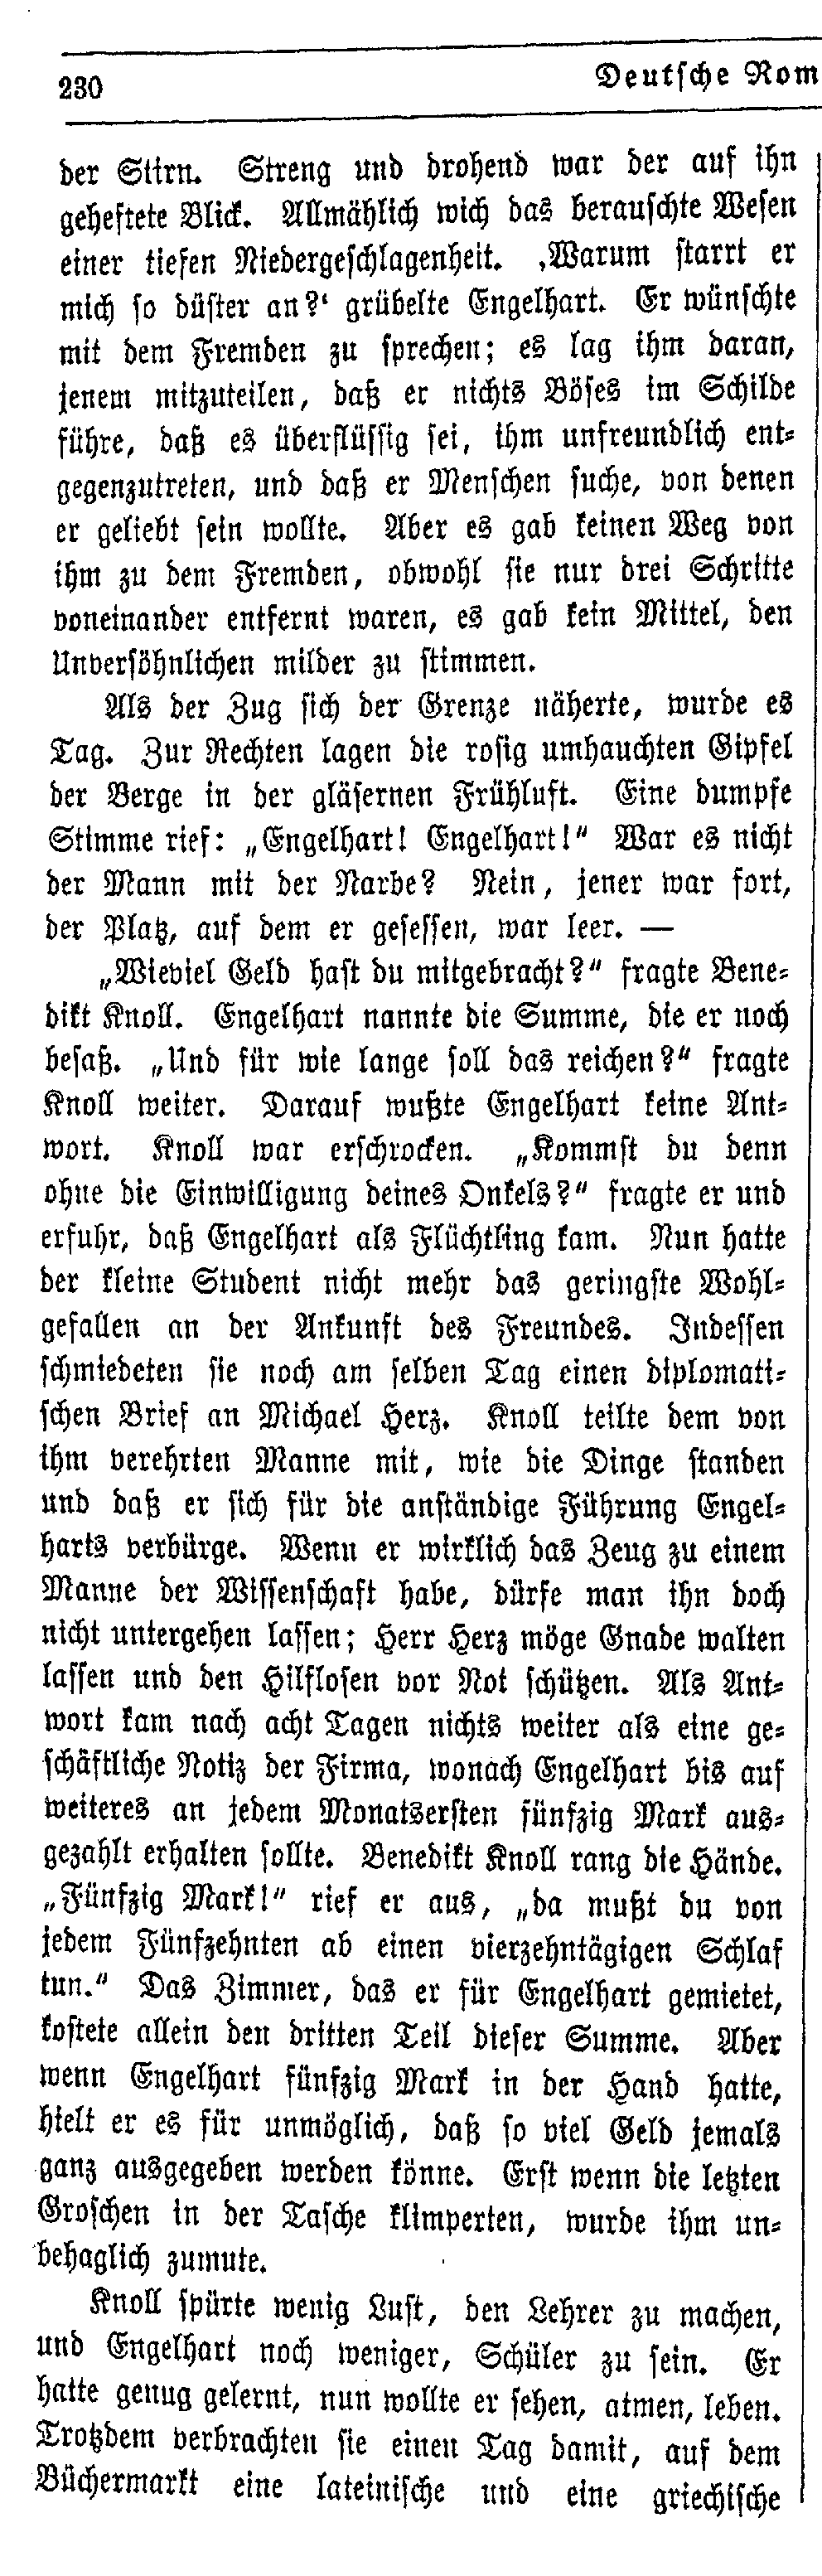 230
Deutsche Rom
der Stirn. Streng und drohend war der auf ihn
geheftete Blick. Allmählich wich das berauschte Wesen
einer tiefen Niedergeschlagenheit. ‚Warum starrt er
mich so düster an?‘ grübelte Engelhart. Er wünschte
mit dem Fremden zu sprechen; es lag ihm daran,
jenem mitzuteilen, daß er nichts Böses im Schilde
führe, daß es überflüssig sei, ihm unfreundlich ent-
gegenzutreten, und daß er Menschen suche, von denen
er geliebt sein wollte. Aber es gab keinen Weg von
ihm zu dem Fremden, obwohl sie nur drei Schritte
voneinander entfernt waren, es gab kein Mittel, den
Unversöhnlichen milder zu stimmen.
Als der Zug sich der Grenze näherte, wurde es
Tag. Zur Rechten lagen die rosig umhauchten Gipfel
der Berge in der gläsernen Frühluft. Eine dumpfe
Stimme rief: „Engelhart! Engelhart!“ War es nicht
der Mann mit der Narbe? Nein, jener war fort,
der Platz, auf dem er gesessen, war leer. —
„Wieviel Geld hast du mitgebracht?“ fragte Bene-
dikt Knoll. Engelhart nannte die Summe, die er noch
besaß. „Und für wie lange soll das reichen?“ fragte
Knoll weiter. Darauf wußte Engelhart keine Ant-
wort. Knoll war erschrocken. „Kommst du denn
ohne die Einwilligung deines Onkels?“ fragte er und
erfuhr, daß Engelhart als Flüchtling kam. Nun hatte
der kleine Student nicht mehr das geringste Wohl-
gefallen an der Ankunft des Freundes. Indessen
schmiedeten sie noch am selben Tag einen diplomati-
schen Brief an Michael Herz. Knoll teilte dem von
ihm verehrten Manne mit, wie die Dinge standen
und daß er sich für die anständige Führung Engel-
harts verbürge. Wenn er wirklich das Zeug zu einem
Manne der Wissenschaft habe, dürfe man ihn doch
nicht untergehen lassen; Herr Herz möge Gnade walten
lassen und den Hilflosen vor Not schützen. Als Ant-
wort kam nach acht Tagen nichts weiter als eine ge-
schäftliche Notiz der Firma, wonach Engelhart bis auf
weiteres an jedem Monatsersten fünfzig Mark aus-
gezahlt erhalten sollte. Benedikt Knoll rang die Hände.
„Fünfzig Mark!“ rief er aus, „da mußt du von
jedem Fünfzehnten ab einen vierzehntägigen Schlaf
tun.“ Das Zimmer, das er für Engelhart gemietet,
kostete allein den dritten Teil dieser Summe. Aber
wenn Engelhart fünfzig Mark in der Hand hatte,
hielt er es für unmöglich, daß so viel Geld jemals
ganz ausgegeben werden könne. Erst wenn die letzten
Groschen in der Tasche klimperten, wurde ihm un-
behaglich zumute.
Knoll spürte wenig Lust, den Lehrer zu machen,
und Engelhart noch weniger, Schüler zu sein. Er
hatte genug gelernt, nun wollte er sehen, atmen, leben.
Trotzdem verbrachten sie einen Tag damit, auf dem
Büchermarkt eine lateinische und eine griechische